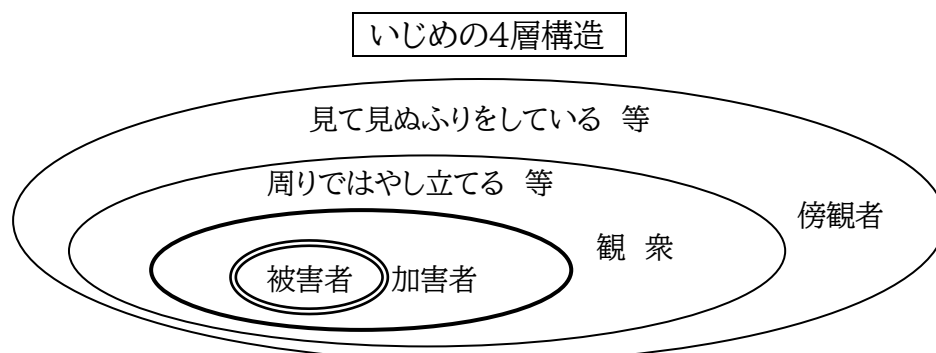 いじめの4層構造
見て見ぬふりをしている 等
周りではやし立てる 等
傍観者
観 衆
被害者
加害者